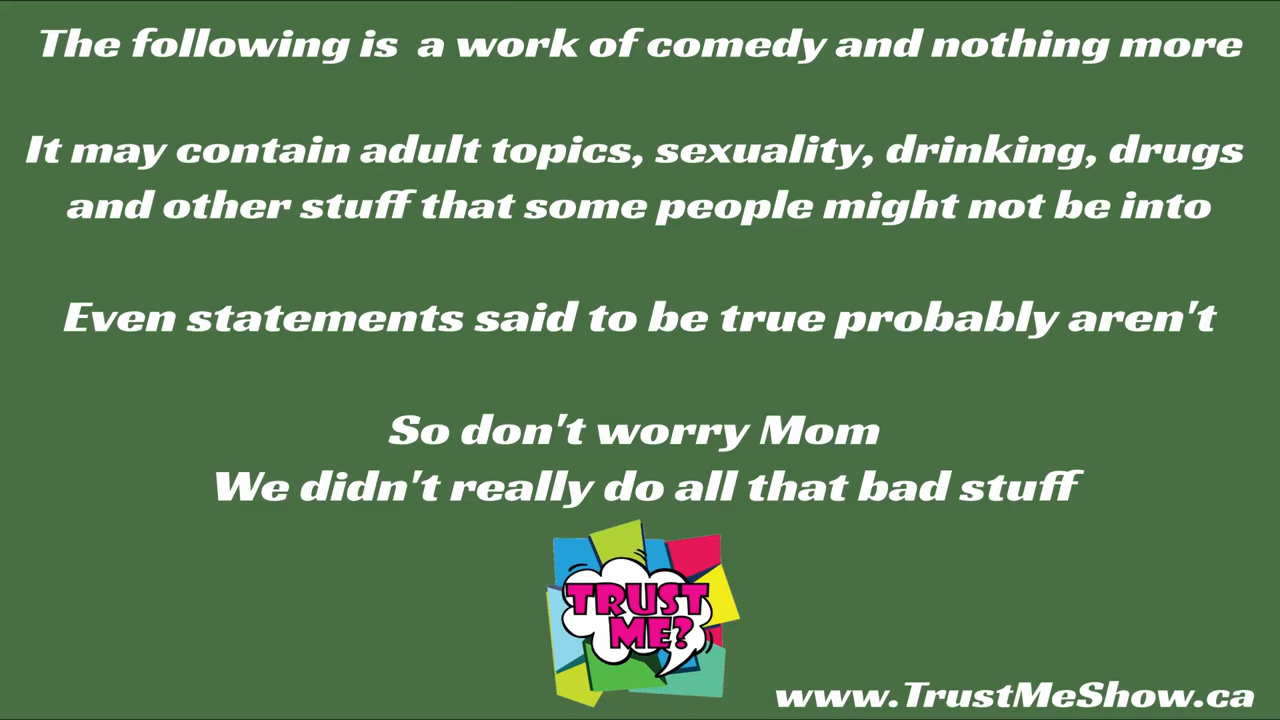 The following is a work of comedy and nothing more
It may contain adult topics, sexuality, drinking, drugs
and other stuff that some people might not be into
Even statements said to be true probably aren't
So don't worry Mom
We didn't really do all that bad stuff
TRUST
ME?
www.TrustMeShow.ca